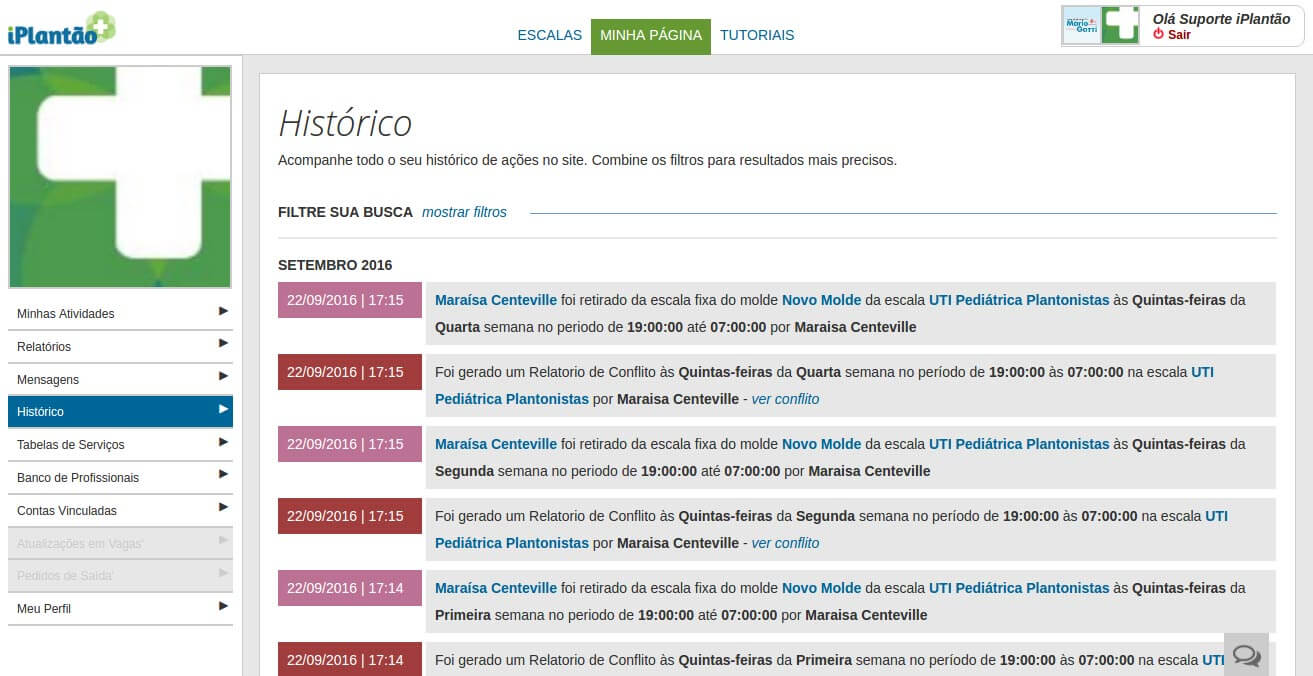 iPlantão
ESCALAS MINHA PÁGINA TUTORIAIS
Olá Suporte iPlantão
Sair
Minhas Atividades
Relatórios
Mensagens
Histórico
Tabelas de Serviços
Banco de Profissionais
Contas Vinculadas
Atualizações em Vagas'
Pedidos de Saída'
Meu Perfil
Histórico
Acompanhe todo o seu histórico de ações no site. Combine os filtros para resultados mais precisos.
FILTRE SUA BUSCA mostrar filtros
SETEMBRO 2016
22/09/2016 | 17:15
Maraísa Centeville foi retirado da escala fixa do molde Novo Molde da escala UTI Pediátrica Plantonistas às Quintas-feiras da
Quarta semana no periodo de 19:00:00 até 07:00:00 por Maraisa Centeville
22/09/2016 | 17:15
Foi gerado um Relatorio de Conflito às Quintas-feiras da Quarta semana no período de 19:00:00 às 07:00:00 na escala UTI
Pediátrica Plantonistas por Maraisa Centeville - ver conflito
22/09/2016 | 17:15
Maraísa Centeville foi retirado da escala fixa do molde Novo Molde da escala UTI Pediátrica Plantonistas às Quintas-feiras da
Segunda semana no periodo de 19:00:00 até 07:00:00 por Maraisa Centeville
22/09/2016 | 17:15
Foi gerado um Relatorio de Conflito às Quintas-feiras da Segunda semana no período de 19:00:00 às 07:00:00 na escala UTI
Pediátrica Plantonistas por Maraisa Centeville - ver conflito
22/09/2016 | 17:14
Maraísa Centeville foi retirado da escala fixa do molde Novo Molde da escala UTI Pediátrica Plantonistas às Quintas-feiras da
Primeira semana no periodo de 19:00:00 até 07:00:00 por Maraisa Centeville
22/09/2016 | 17:14
Foi gerado um Relatorio de Conflito às Quintas-feiras da Primeira semana no período de 19:00:00 às 07:00:00 na escala UTI